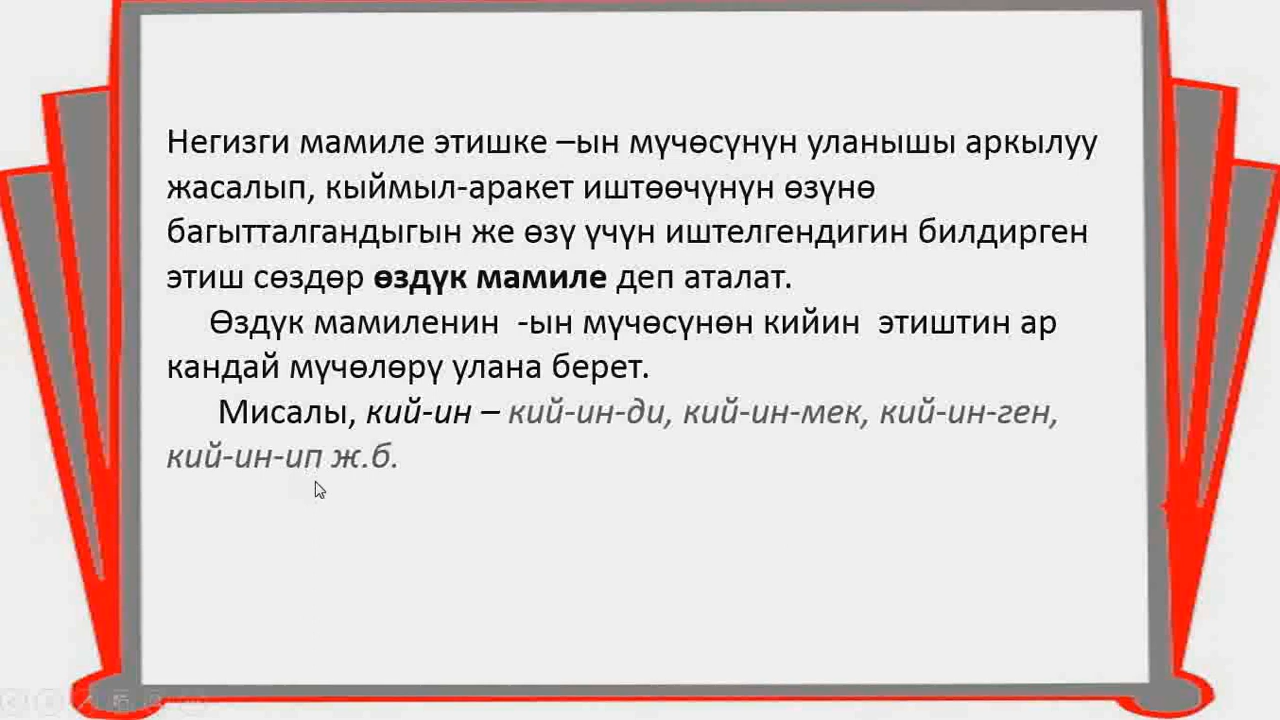 Негизги мамиле этишке –ын мүчөсүнүн уланышы аркылуу
жасалып, кыймыл-аракет иштөөчүнүн өзүнө
багытталгандыгын же өзү үчүн иштелгендигин билдирген
этиш сөздөр өздүк мамиле деп аталат.
Өздүк мамиленин -ын мүчөсүнөн кийин этиштин ар
кандай мүчөлөрү улана берет.
Мисалы, кий-ин – кий-ин-ди, кий-ин-мек, кий-ин-ген,
кий-ин-ип ж.б.